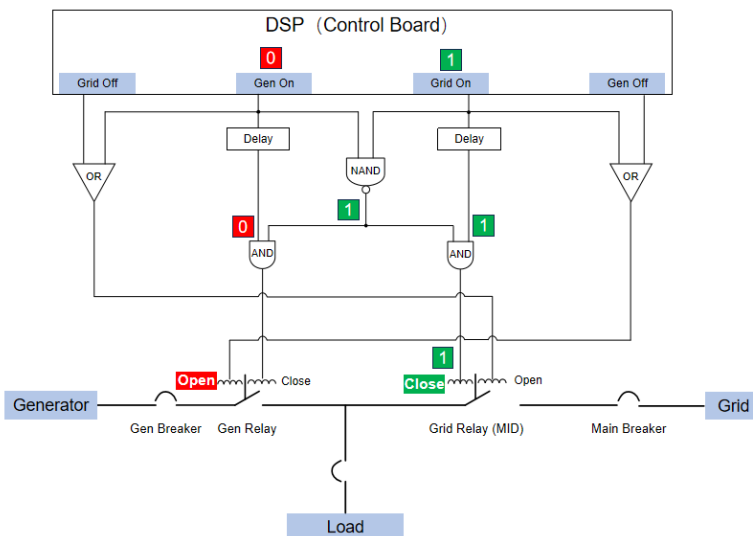 DSP（Control Board）
0
1
Grid Off
Gen On
Grid On
Gen Off
Delay
Delay
NAND
OR
OR
1
0
1
AND
AND
1
Open
Close
Close
Open
Generator
Grid
Gen Breaker
Gen Relay
Grid Relay (MID)
Main Breaker
Load